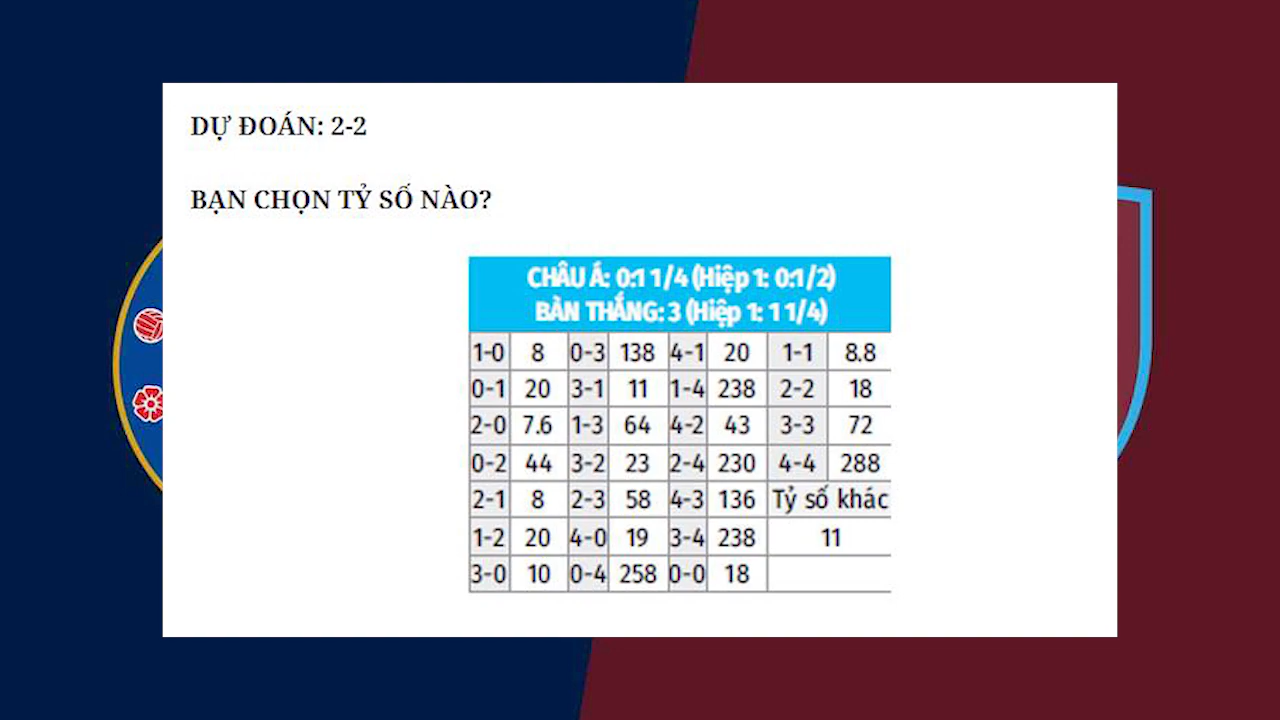 DỰ ĐOÁN: 2-2
BẠN CHỌN TỶ SỐ NÀO?
CHÂU Á: 0:1 1/4 (Hiệp 1: 0:1/2)
BÀN THẮNG: 3 (Hiệp 1: 1 1/4)
1-0 8 0-3 138 4-1 20 1-1 8.8
0-1 20 3-1 11 1-4 238 2-2 18
2-0 7.6 1-3 64 4-2 43 3-3 72
0-2 44 3-2 23 2-4 230 4-4 288
2-1 8 2-3 58 4-3 136 Tỷ số khác
1-2 20 4-0 19 3-4 238 11
3-0 10 0-4 258 0-0 18